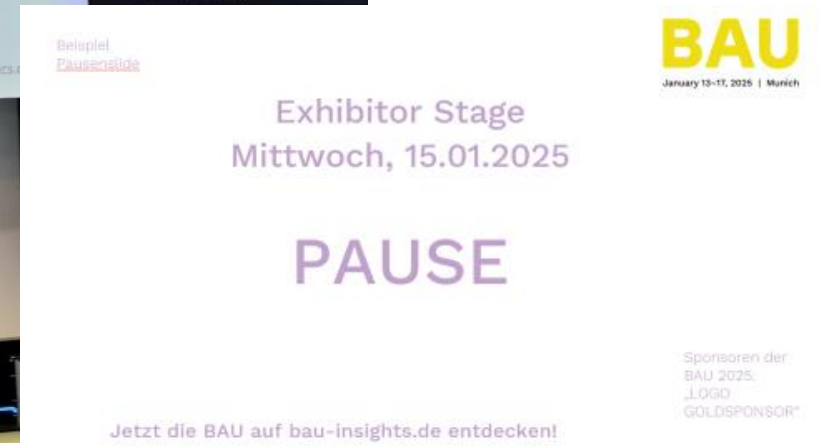 Beispiel
Pausenslide
BAU
January 13–17, 2025 | Munich
Exhibitor Stage
Mittwoch, 15.01.2025
PAUSE
Sponsoren der
BAU 2025:
„LOGO
GOLDSPONSOR“
Jetzt die BAU auf bau-insights.de entdecken!